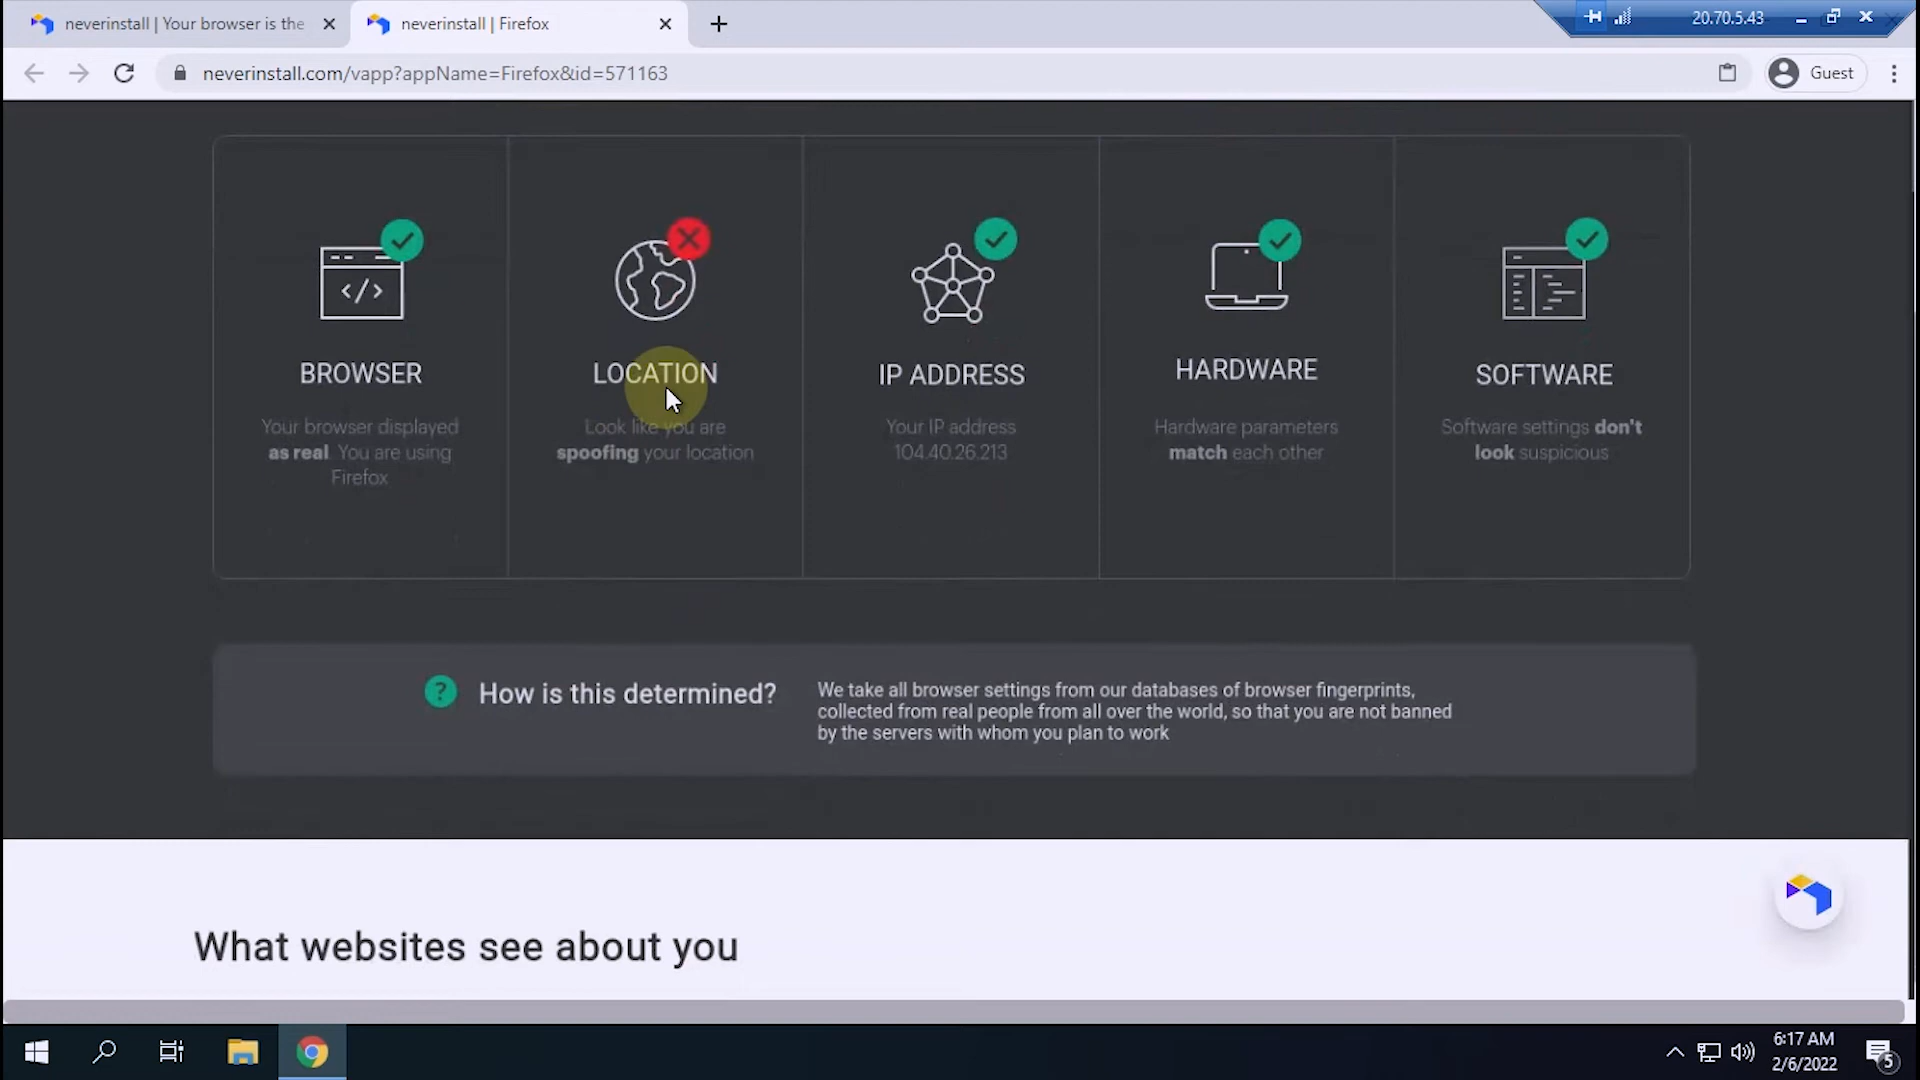 neverinstall | Your browser is the
neverinstall | Firefox
20.70.5.43
neverinstall.com/vapp?appName=Firefox&id=571163
Guest
BROWSER
Your browser displayed
as real. You are using
Firefox
LOCATION
Look like you are
spoofing your location
IP ADDRESS
Your IP address
104.40.26.213
HARDWARE
Hardware parameters
match each other
SOFTWARE
Software settings don't
look suspicious
How is this determined?
We take all browser settings from our databases of browser fingerprints,
collected from real people from all over the world, so that you are not banned
by the servers with whom you plan to work
What websites see about you
6:17 AM
2/6/2022
5